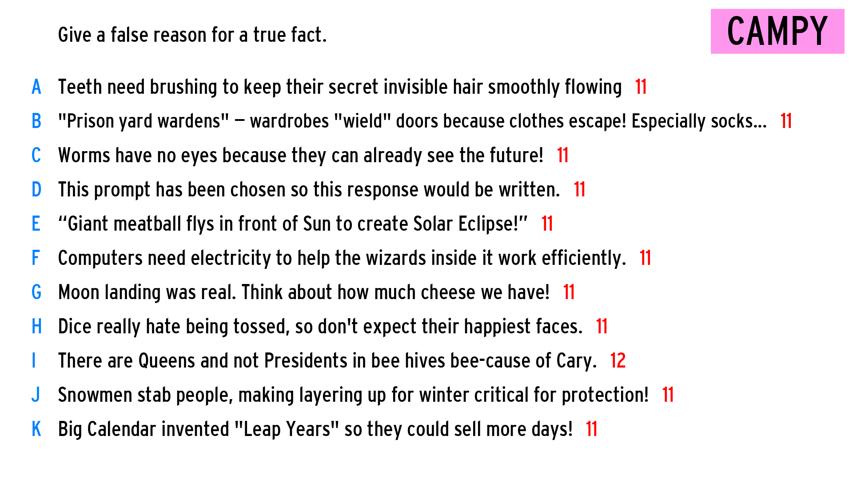 Give a false reason for a true fact.
CAMPY
A Teeth need brushing to keep their secret invisible hair smoothly flowing 11
B "Prison yard wardens" – wardrobes "wield" doors because clothes escape! Especially socks... 11
C Worms have no eyes because they can already see the future! 11
D This prompt has been chosen so this response would be written. 11
E “Giant meatball flys in front of Sun to create Solar Eclipse!” 11
F Computers need electricity to help the wizards inside it work efficiently. 11
G Moon landing was real. Think about how much cheese we have! 11
H Dice really hate being tossed, so don't expect their happiest faces. 11
I There are Queens and not Presidents in bee hives bee-cause of Cary. 12
J Snowmen stab people, making layering up for winter critical for protection! 11
K Big Calendar invented "Leap Years" so they could sell more days! 11